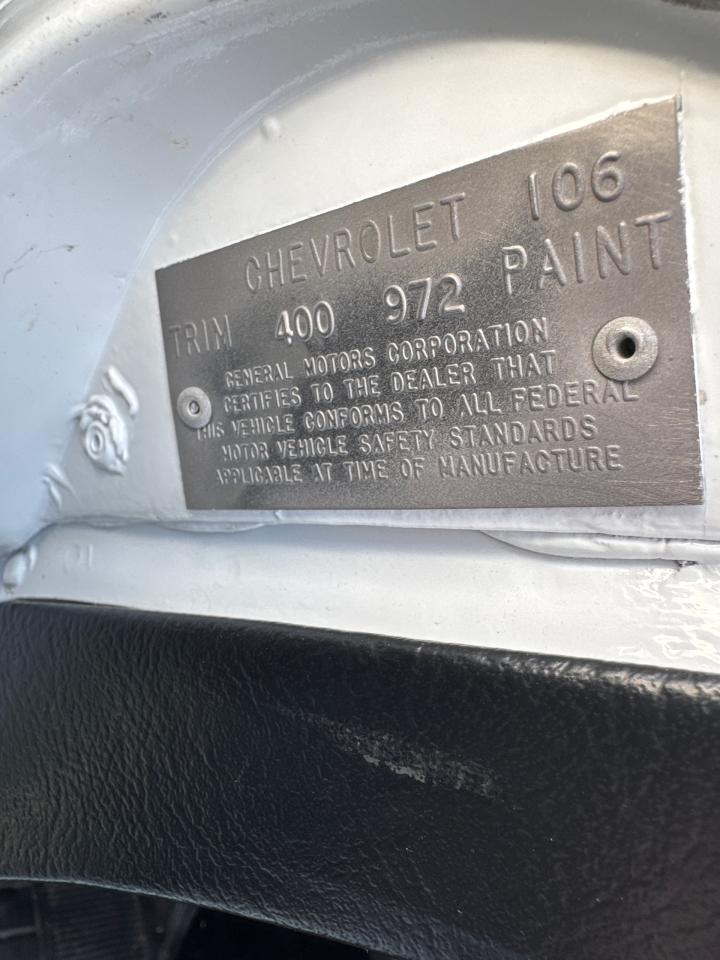 CHEVROLET 106
TRIM 400 972 PAINT
GENERAL MOTORS CORPORATION
CERTIFIES TO THE DEALER THAT
THIS VEHICLE CONFORMS TO ALL FEDERAL
MOTOR VEHICLE SAFETY STANDARDS
APPLICABLE AT TIME OF MANUFACTURE